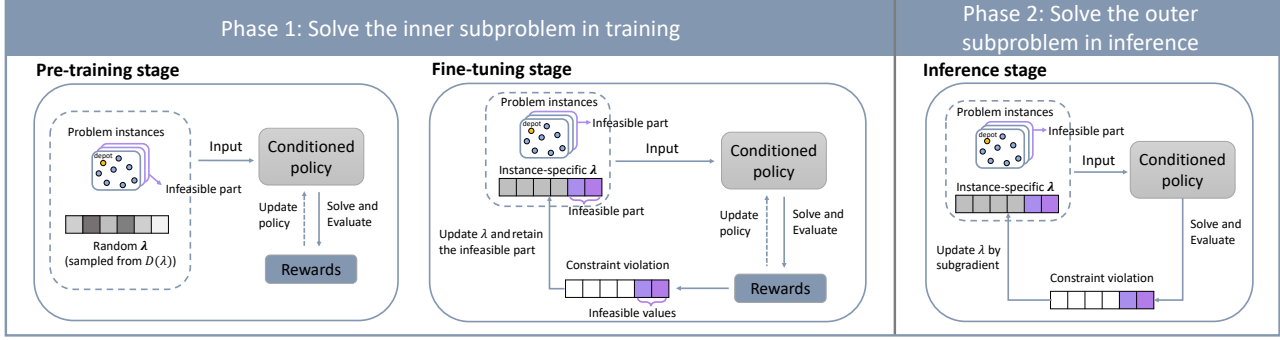 Phase 1: Solve the inner subproblem in training
Phase 2: Solve the outer
subproblem in inference
Pre-training stage
Problem instances
depot
Infeasible part
Random λ
(sampled from D(λ))
Input
Conditioned
policy
Update
policy
Solve and
Evaluate
Rewards
Fine-tuning stage
Problem instances
depot
Infeasible part
Instance-specific λ
Infeasible part
Input
Conditioned
policy
Update
policy
Solve and
Evaluate
Update λ and retain
the infeasible part
Constraint violation
Infeasible values
Rewards
Inference stage
Problem instances
depot
Infeasible part
Instance-specific λ
Input
Conditioned
policy
Solve and
Evaluate
Update λ by
subgradient
Constraint violation